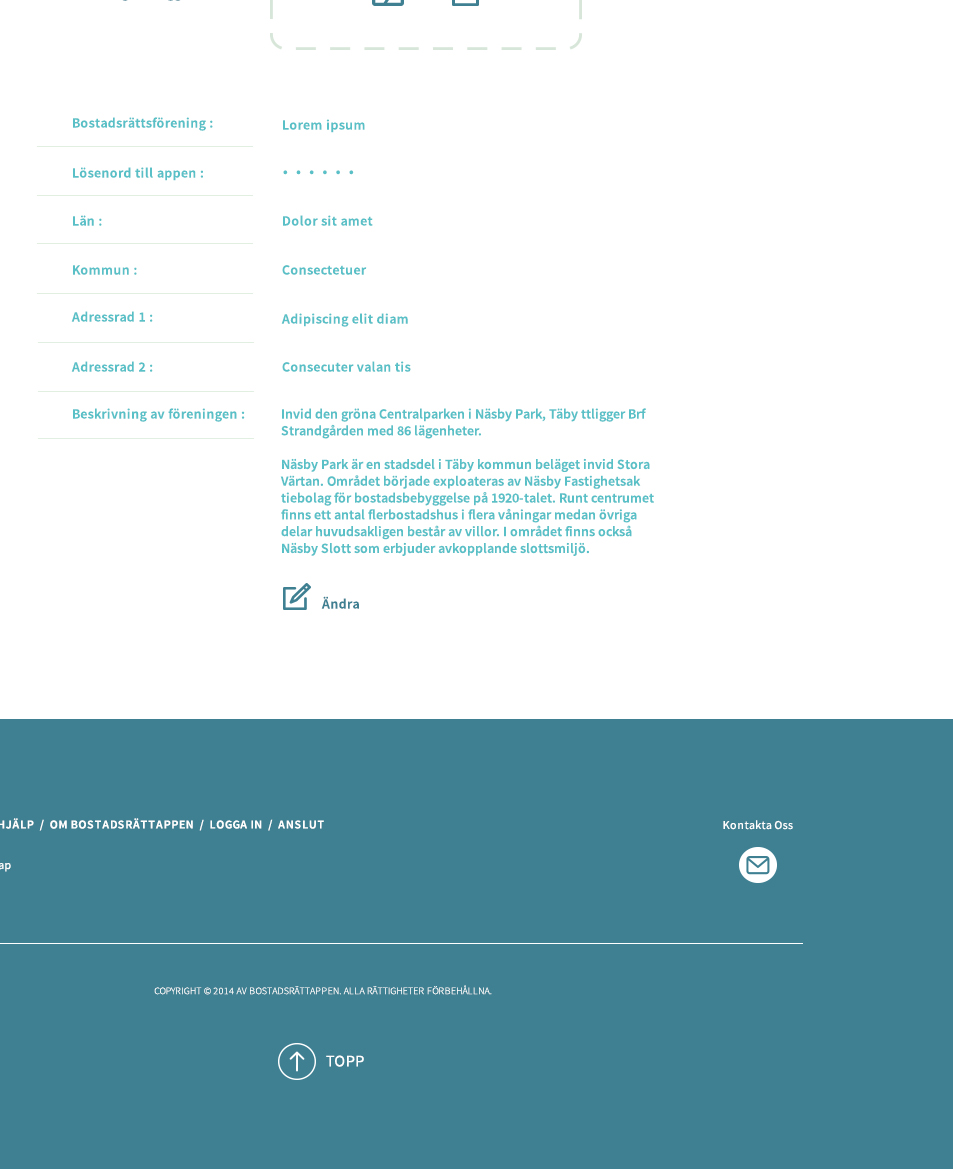 Bostadsrättsförening :
Lorem ipsum
Lösenord till appen :
• • • • • •
Län :
Dolor sit amet
Kommun :
Consectetuer
Adressrad 1 :
Adipiscing elit diam
Adressrad 2 :
Consecuter valan tis
Beskrivning av föreningen :
Invid den gröna Centralparken i Näsby Park, Täby ttligger Brf
Strandgården med 86 lägenheter.
Näsby Park är en stadsdel i Täby kommun beläget invid Stora
Värtan. Området började exploateras av Näsby Fastighetsak
tiebolag för bostadsbebyggelse på 1920-talet. Runt centrumet
finns ett antal flerbostadshus i flera våningar medan övriga
delar huvudsakligen består av villor. I området finns också
Näsby Slott som erbjuder avkopplande slottsmiljö.
Ändra
HJÄLP / OM BOSTADSRÄTTAPPEN / LOGGA IN / ANSLUT
Kontakta Oss
ap
COPYRIGHT © 2014 AV BOSTADSRÄTTAPPEN. ALLA RÄTTIGHETER FÖRBEHÅLLNA.
TOPP